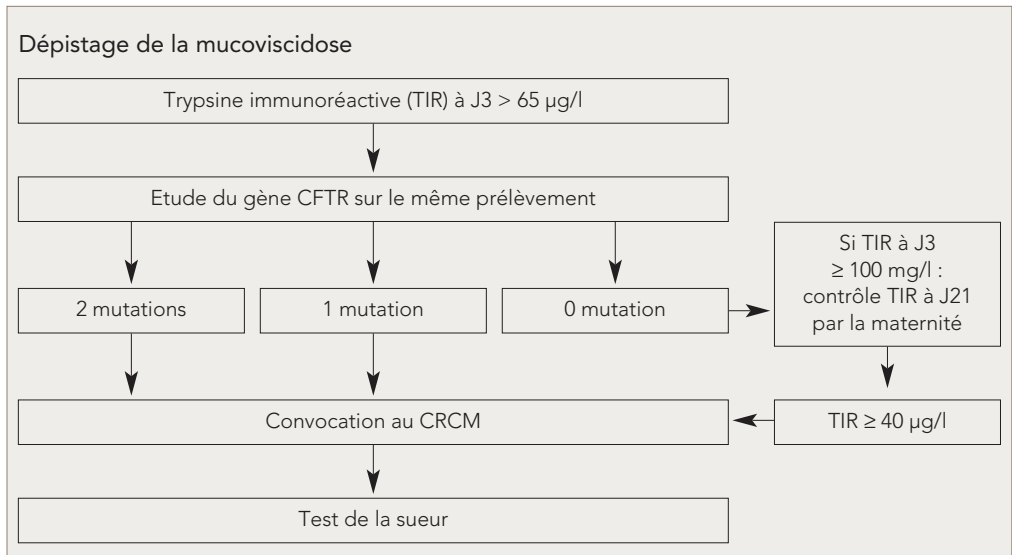 Dépistage de la mucoviscidose
Trypsine immunoréactive (TIR) à J3 > 65 µg/l
Etude du gène CFTR sur le même prélèvement
Si TIR à J3
≥ 100 mg/l :
contrôle TIR à J21
par la maternité
2 mutations
1 mutation
0 mutation
Convocation au CRCM
TIR ≥ 40 µg/l
Test de la sueur